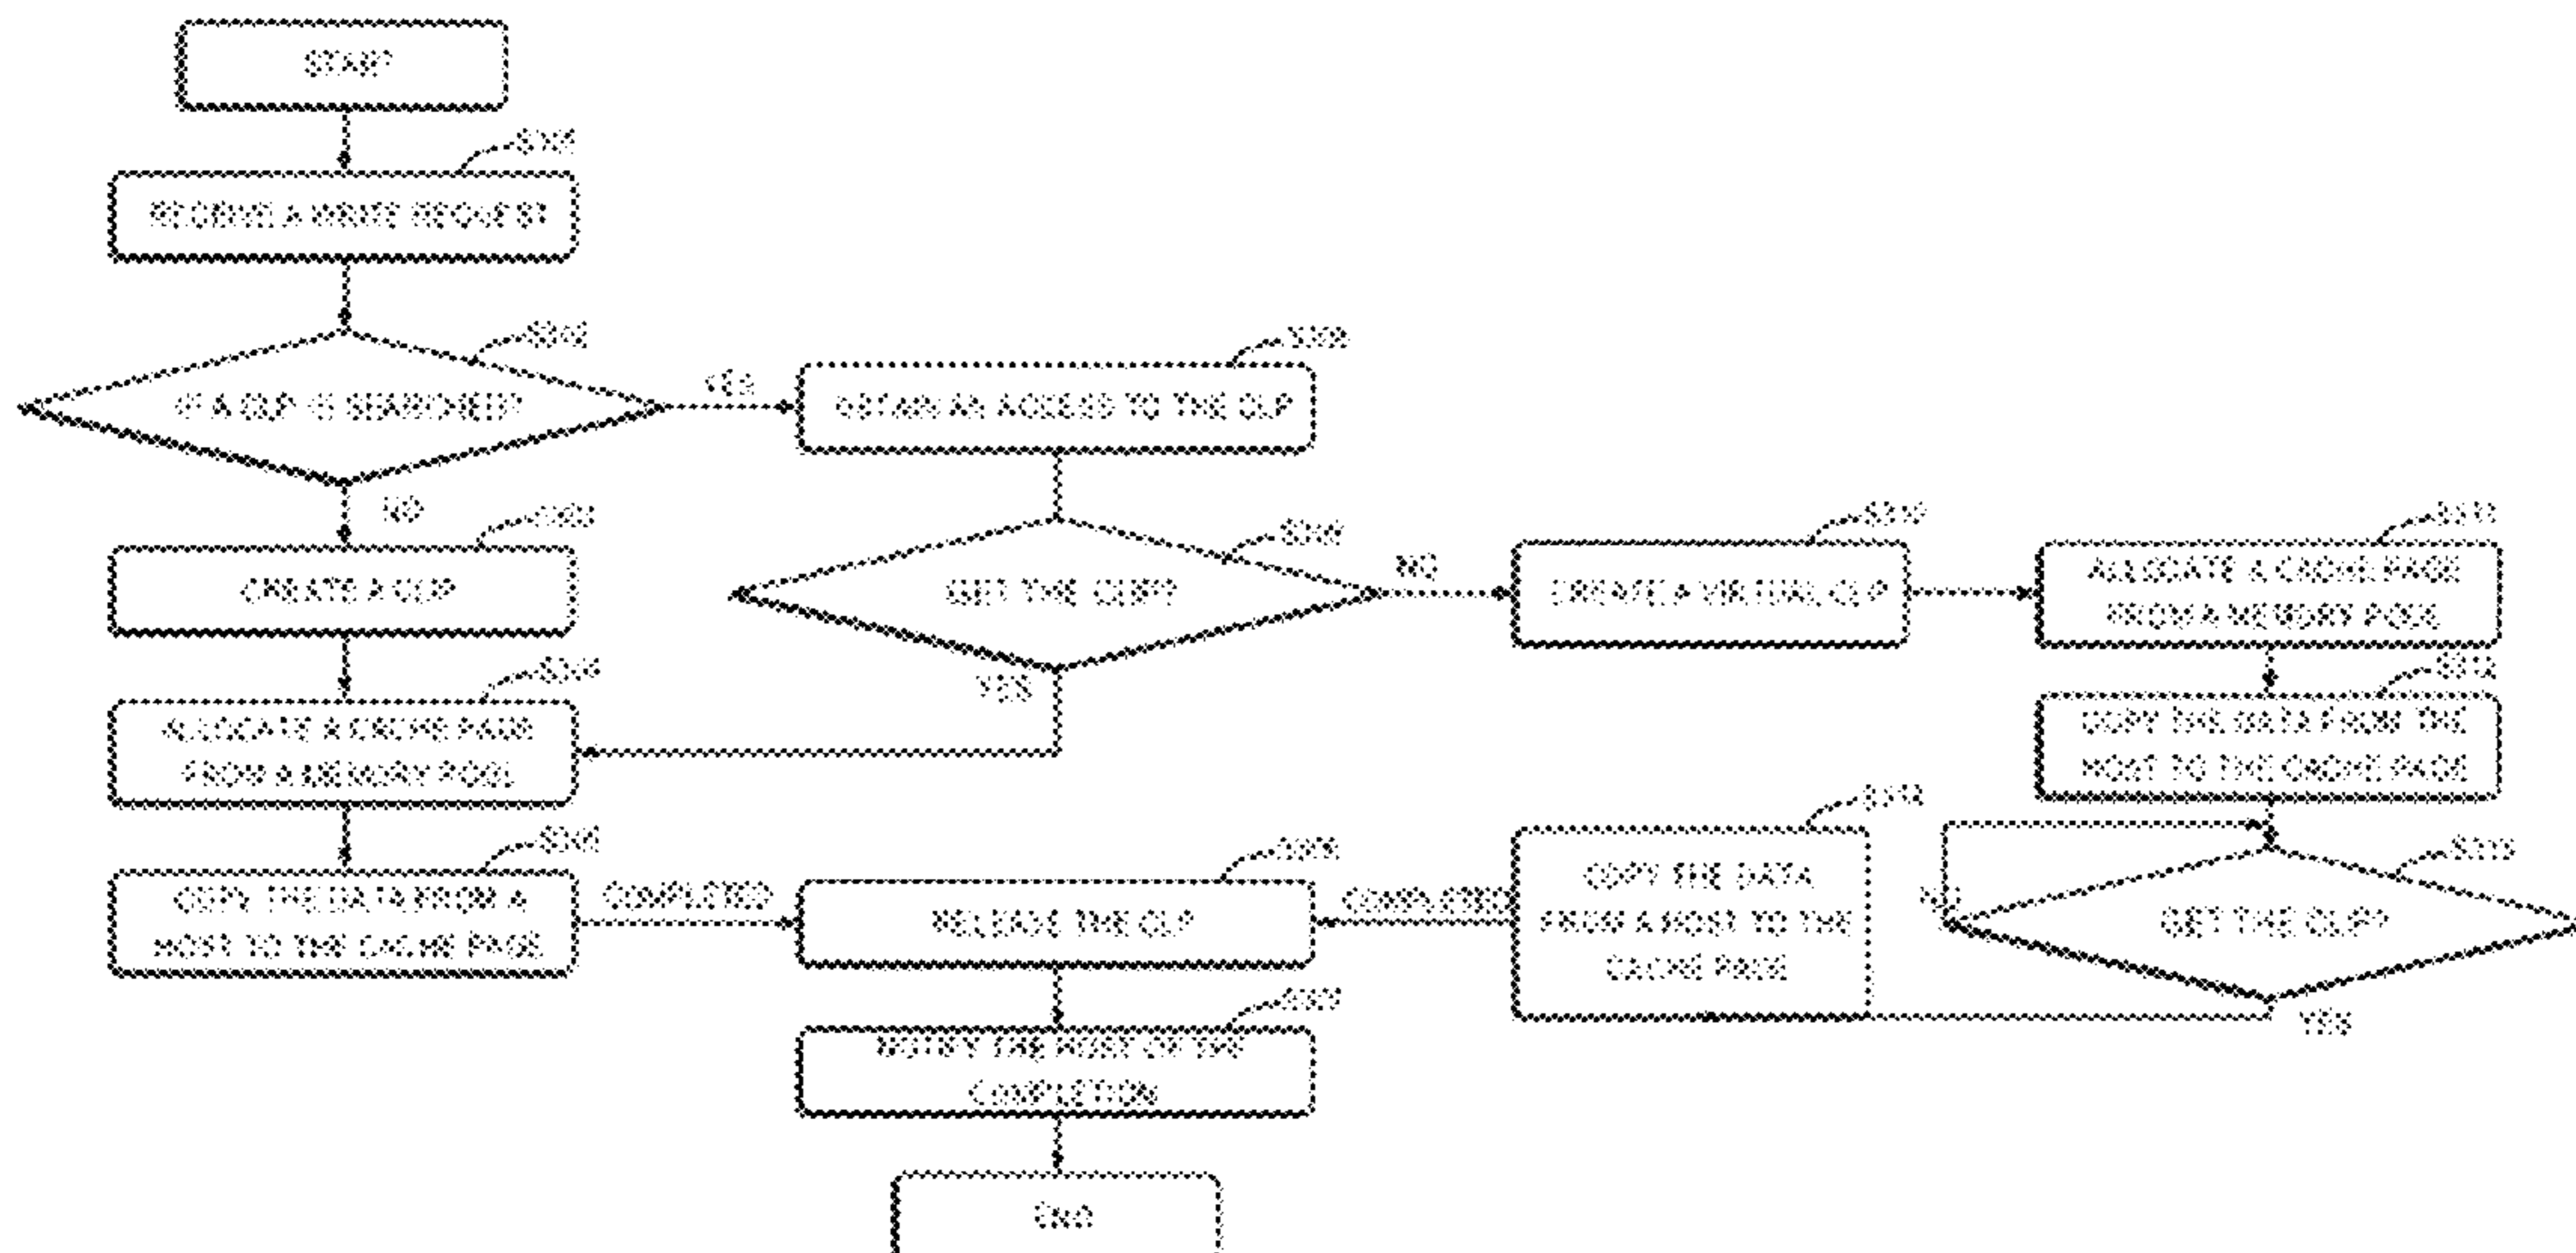 START
RECEIVE A WRITE REQUEST
IF A CLP IS SEARCHED?
YES
OBTAIN AN ACCESS TO THE CLP
NO
CREATE A CLP
GET THE CLP?
NO
CREATE A VIRTUAL CLP
ALLOCATE A CACHE PAGE
FROM A MEMORY POOL
YES
ALLOCATE A CACHE PAGE
FROM A MEMORY POOL
COPY THE DATA FROM THE
HOST TO THE CACHE PAGE
COPY THE DATA FROM A
HOST TO THE CACHE PAGE
COMPLETED
RELEASE THE CLP
COMPLETED
COPY THE DATA
FROM A HOST TO THE
CACHE PAGE
NO
GET THE CLP?
YES
NOTIFY THE HOST OF THE
COMPLETION
END